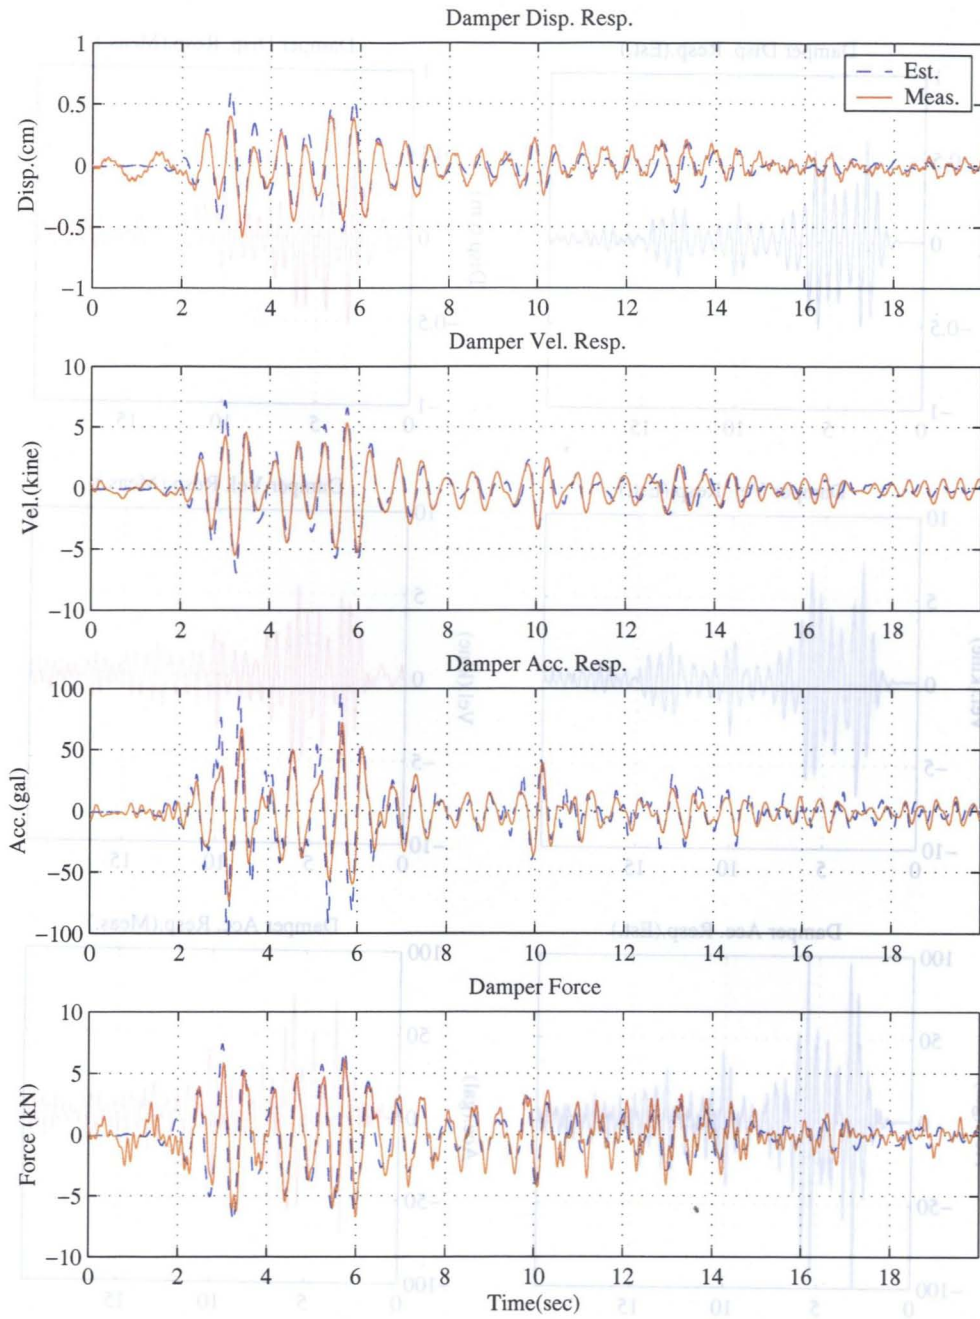 Damper Disp. Resp.
1
0.5
0
−0.5
−1
Disp.(cm)
Est.
Meas.
0 2 4 6 8 10 12 14 16 18
Damper Vel. Resp.
10
5
0
−5
−10
Vel.(kine)
0 2 4 6 8 10 12 14 16 18
Damper Acc. Resp.
100
50
0
−50
−100
Acc.(gal)
0 2 4 6 8 10 12 14 16 18
Damper Force
10
5
0
−5
−10
Force (kN)
0 2 4 6 8 10 12 14 16 18
Time(sec)